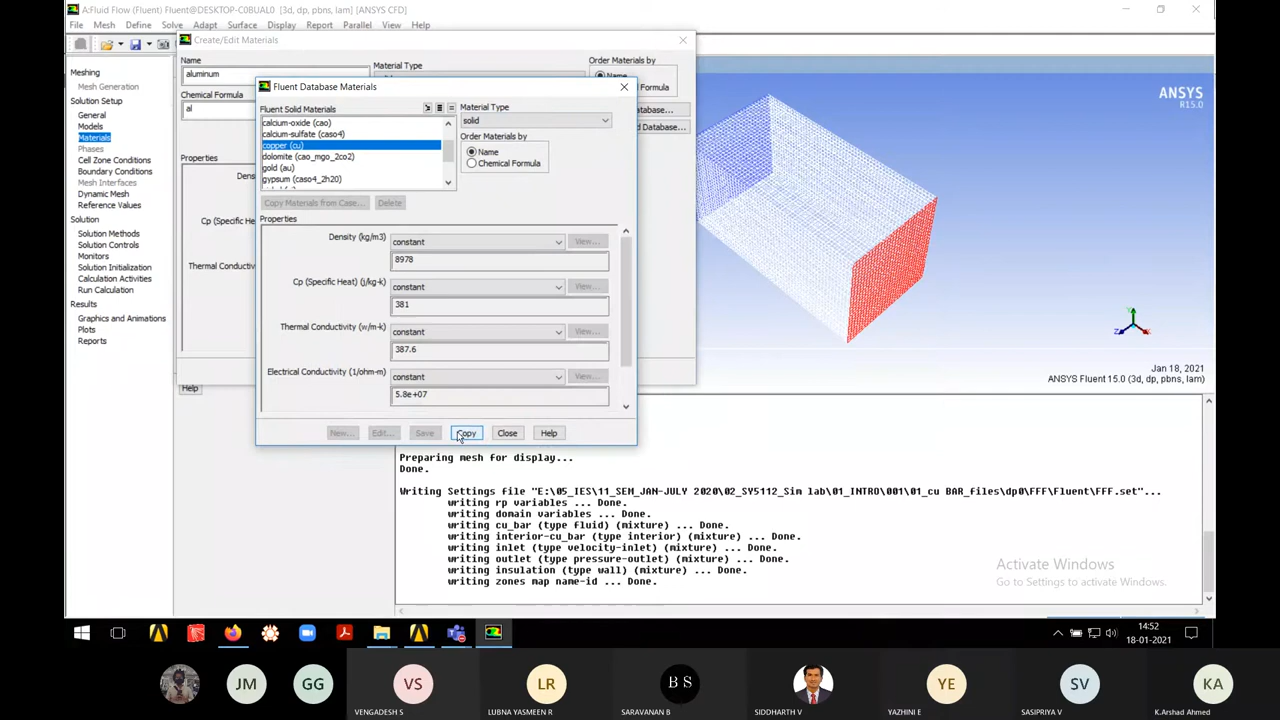 A:Fluid Flow (Fluent) Fluent@DESKTOP-C0BUAL0 [3d, dp, pbns, lam] [ANSYS CFD]
File Mesh Define Solve Adapt Surface Display Report Parallel View Help
Meshing
Mesh Generation
Solution Setup
General
Models
Materials
Phases
Cell Zone Conditions
Boundary Conditions
Mesh Interfaces
Dynamic Mesh
Reference Values
Solution
Solution Methods
Solution Controls
Monitors
Solution Initialization
Calculation Activities
Run Calculation
Results
Graphics and Animations
Plots
Reports
Create/Edit Materials
Name
aluminum
Chemical Formula
al
Material Type
Order Materials by
Name
Formula
atabase...
d Database...
Properties
Dens
Cp (Specific He
Thermal Conductivity
Help
Fluent Database Materials
Fluent Solid Materials
calcium-oxide (cao)
calcium-sulfate (caso4)
copper (cu)
dolomite (cao_mgo_2co2)
gold (au)
gypsum (caso4_2h20)
Material Type
solid
Order Materials by
Name
Chemical Formula
Copy Materials from Case... Delete
Properties
Density (kg/m3) constant View...
8978
Cp (Specific Heat) (j/kg-k) constant View...
381
Thermal Conductivity (w/m-k) constant View...
387.6
Electrical Conductivity (1/ohm-m) constant View...
5.8e+07
New... Edit... Save Copy Close Help
ANSYS
R15.0
Y
Z X
Jan 18, 2021
ANSYS Fluent 15.0 (3d, dp, pbns, lam)
Preparing mesh for display...
Done.
Writing Settings file "E:\05_IES\11_SEM_JAN-JULY 2020\02_SY5112_Sim lab\01_INTRO\001\01_cu BAR_files\dp0\FFF\Fluent\FFF.set"...
writing rp variables ... Done.
writing domain variables ... Done.
writing cu_bar (type fluid) (mixture) ... Done.
writing interior-cu_bar (type interior) (mixture) ... Done.
writing inlet (type velocity-inlet) (mixture) ... Done.
writing outlet (type pressure-outlet) (mixture) ... Done.
writing insulation (type wall) (mixture) ... Done.
writing zones map name-id ... Done.
Activate Windows
Go to Settings to activate Windows.
14:52
18-01-2021
JM
GG
VS
VENGADESH S
LR
LUBNA YASMEEN R
B S
SARAVANAN B
SIDDHARTH V
YE
YAZHINI E
SV
SASIPRIYA V
KA
K.Arshad Ahmed